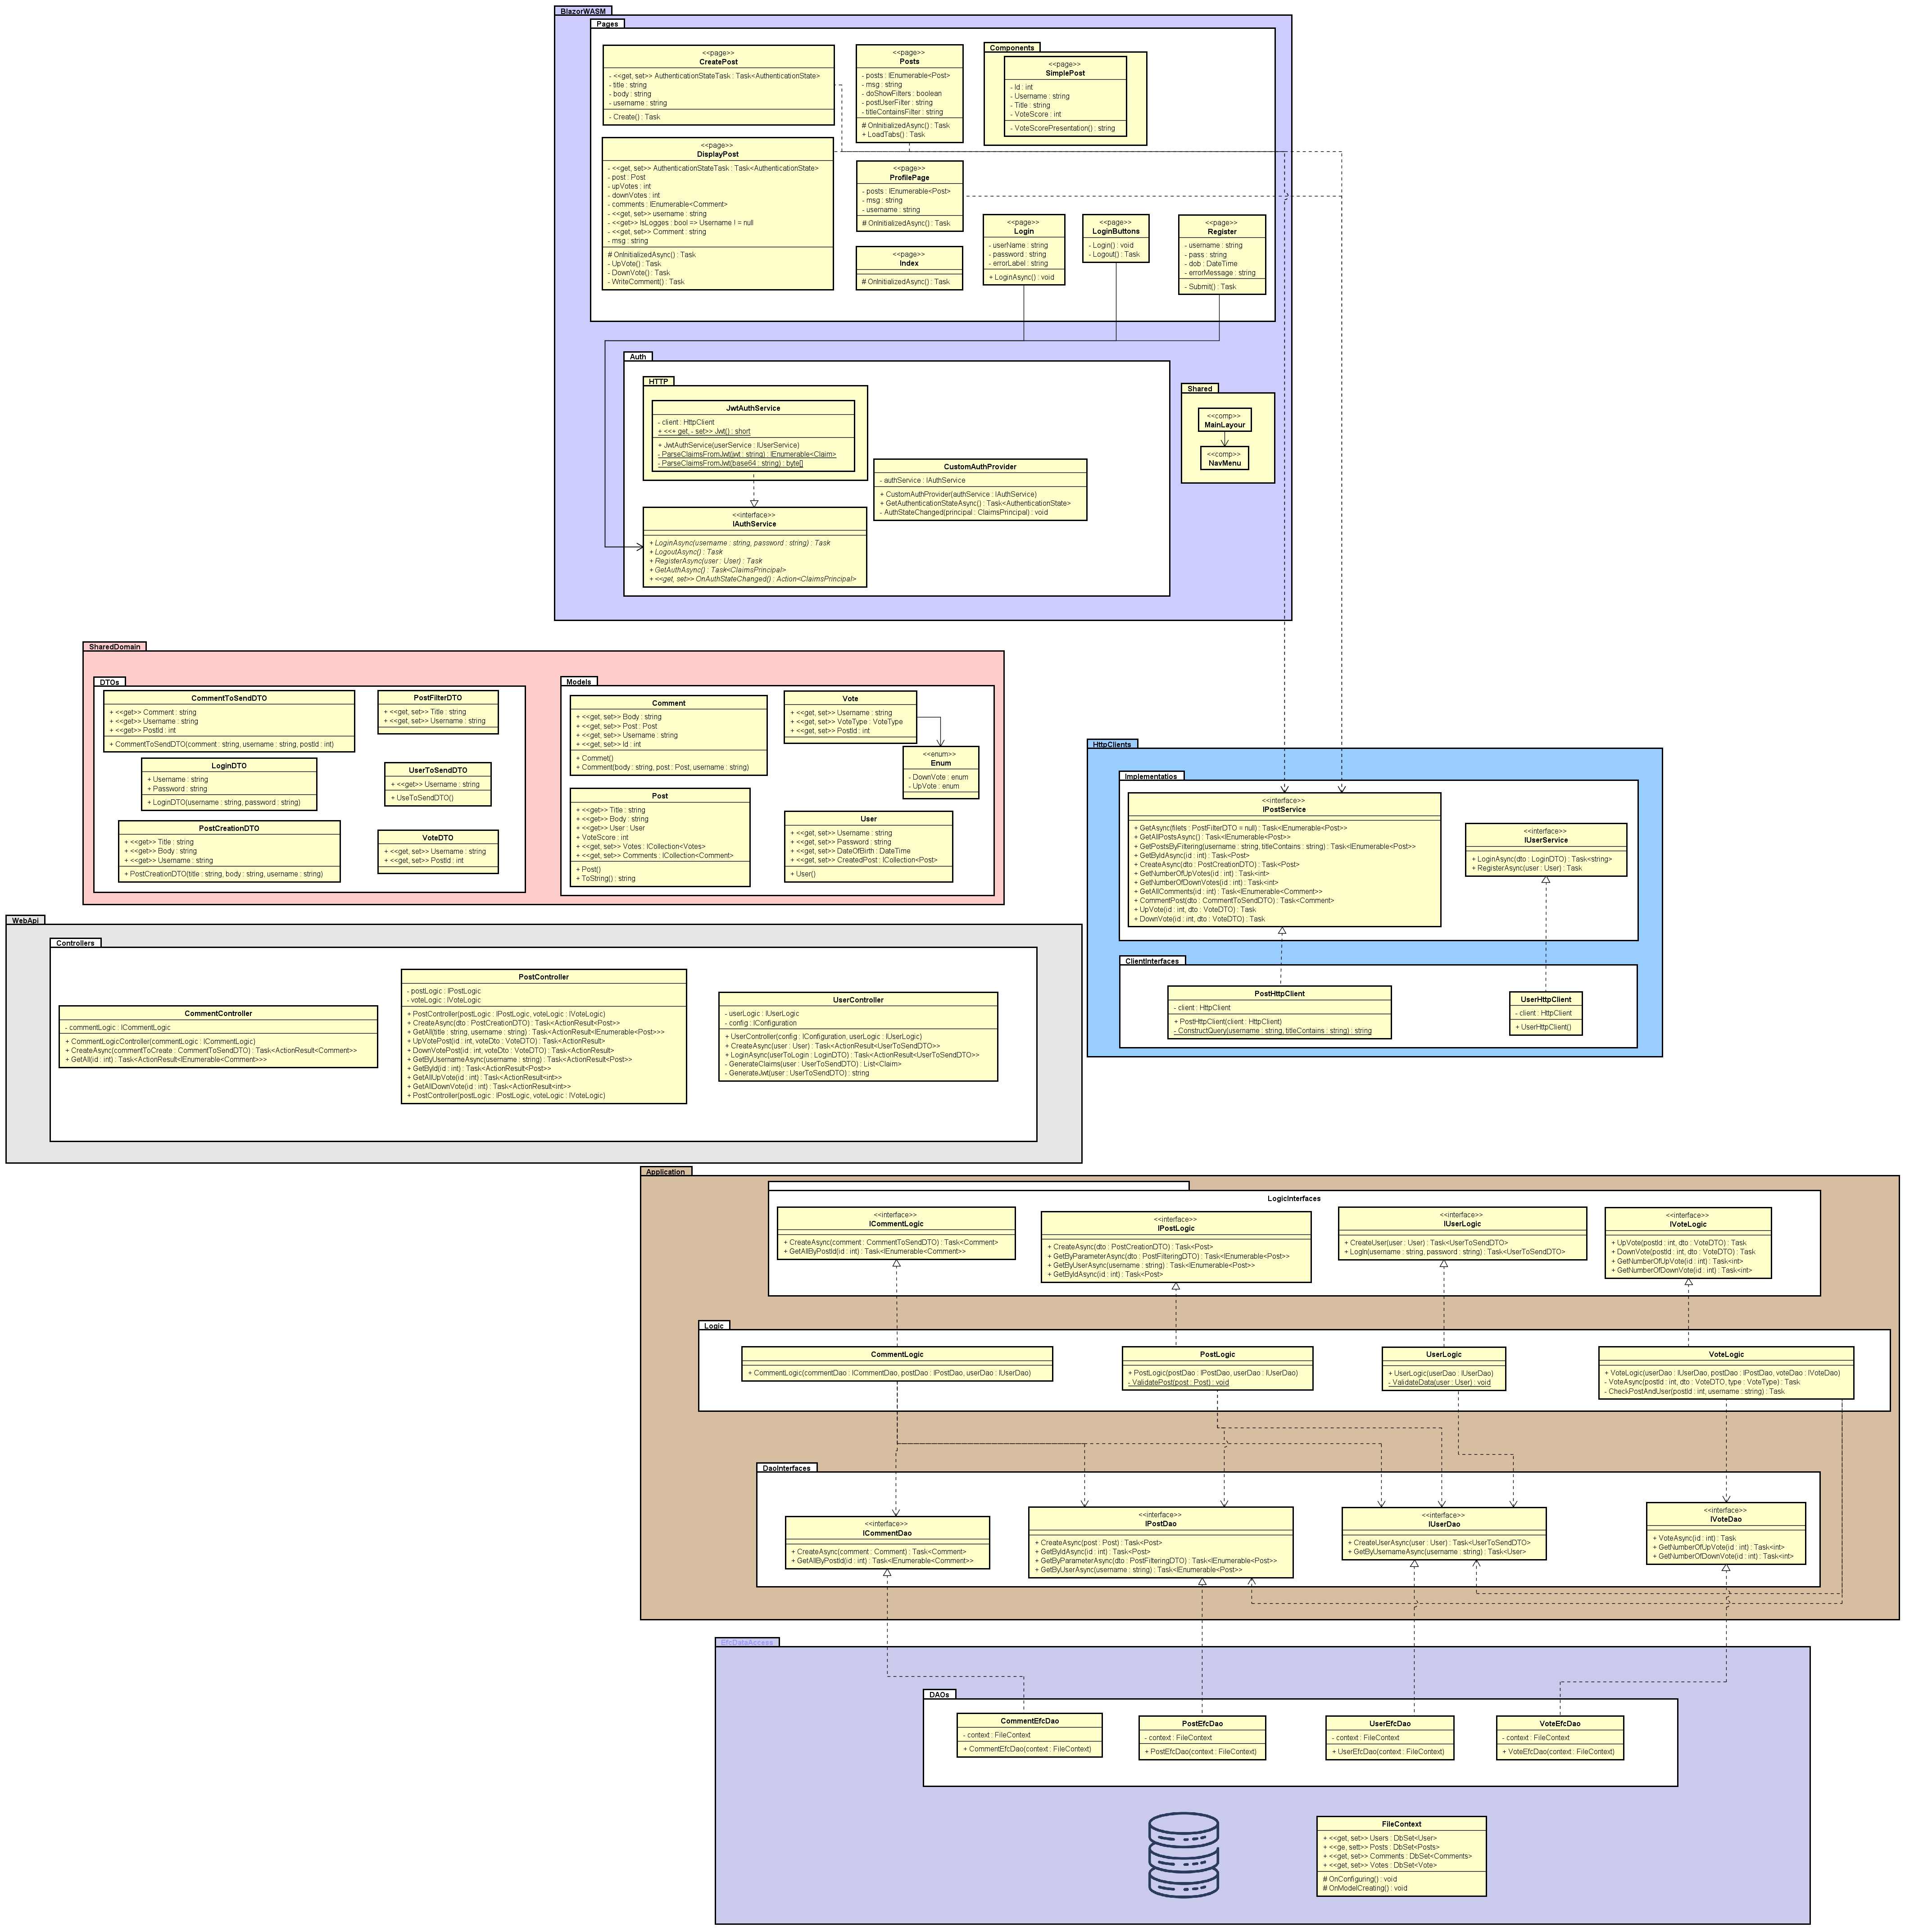 BlazorWASM
Pages
<<page>>
CreatePost
- <<get, set>> AuthenticationStateTask : Task<AuthenticationState>
- title : string
- body : string
- username : string
- Create() : Task
<<page>>
Posts
- posts : IEnumerable<Post>
- msg : string
- doShowFilters : boolean
- postUserFilter : string
- titleContainsFilter : string
# OnInitializedAsync() : Task
+ LoadTabs() : Task
Components
<<page>>
SimplePost
- Id : int
- Username : string
- Title : string
- VoteScore : int
- VoteScorePresentation() : string
<<page>>
DisplayPost
- <<get, set>> AuthenticationStateTask : Task<AuthenticationState>
- post : Post
- upVotes : int
- downVotes : int
- comments : IEnumerable<Comment>
- <<get, set>> username : string
- <<get>> IsLogges : bool => Username ! = null
- <<get, set>> Comment : string
- msg : string
# OnInitializedAsync() : Task
- UpVote() : Task
- DownVote() : Task
- WriteComment() : Task
<<page>>
ProfilePage
- posts : IEnumerable<Post>
- msg : string
- username : string
# OnInitializedAsync() : Task
<<page>>
Index
# OnInitializedAsync() : Task
<<page>>
Login
- userName : string
- password : string
- errorLabel : string
+ LoginAsync() : void
<<page>>
LoginButtons
- Login() : void
- Logout() : Task
<<page>>
Register
- username : string
- pass : string
- dob : DateTime
- errorMessage : string
- Submit() : Task
Auth
HTTP
JwtAuthService
- client : HttpClient
+ <<+ get, - set>> Jwt() : short
+ JwtAuthService(userService : IUserService)
- ParseClaimsFromJwt(jwt : string) : IEnumerable<Claim>
- ParseClaimsFromJwt(base64 : string) : byte[]
CustomAuthProvider
- authService : IAuthService
+ CustomAuthProvider(authService : IAuthService)
+ GetAuthenticationStateAsync() : Task<AuthenticationState>
- AuthStateChanged(principal : ClaimsPrincipal) : void
<<interface>>
IAuthService
+ LoginAsync(username : string, password : string) : Task
+ LogoutAsync() : Task
+ RegisterAsync(user : User) : Task
+ GetAuthAsync() : Task<ClaimsPrincipal>
+ <<get, set>> OnAuthStateChanged() : Action<ClaimsPrincipal>
Shared
<<comp>>
MainLayour
<<comp>>
NavMenu
SharedDomain
DTOs
CommentToSendDTO
+ <<get>> Comment : string
+ <<get>> Username : string
+ <<get>> PostId : int
+ CommentToSendDTO(comment : string, username : string, postId : int)
PostFilterDTO
+ <<get, set>> Title : string
+ <<get, set>> Username : string
LoginDTO
+ Username : string
+ Password : string
+ LoginDTO(username : string, password : string)
UserToSendDTO
+ <<get>> Username : string
+ UseToSendDTO()
PostCreationDTO
+ <<get>> Title : string
+ <<get>> Body : string
+ <<get>> Username : string
+ PostCreationDTO(title : string, body : string, username : string)
VoteDTO
+ <<get, set>> Username : string
+ <<get, set>> PostId : int
Models
Comment
+ <<get, set>> Body : string
+ <<get, set>> Post : Post
+ <<get, set>> Username : string
+ <<get, set>> Id : int
+ Commet()
+ Comment(body : string, post : Post, username : string)
Vote
+ <<get, set>> Username : string
+ <<get, set>> VoteType : VoteType
+ <<get, set>> PostId : int
<<enum>>
Enum
- DownVote : enum
- UpVote : enum
Post
+ <<get>> Title : string
+ <<get>> Body : string
+ <<get>> User : User
+ VoteScore : int
+ <<get, set>> Votes : ICollection<Votes>
+ <<get, set>> Comments : ICollection<Comment>
+ Post()
+ ToString() : string
User
+ <<get, set>> Username : string
+ <<get, set>> Password : string
+ <<get, set>> DateOfBirth : DateTime
+ <<get, set>> CreatedPost : ICollection<Post>
+ User()
HttpClients
Implementatios
<<interface>>
IPostService
+ GetAsync(filets : PostFilterDTO = null) : Task<IEnumerable<Post>>
+ GetAllPostsAsync() : Task<IEnumerable<Post>>
+ GetPostsByFiltering(username : string, titleContains : string) : Task<IEnumerable<Post>>
+ GetByIdAsync(id : int) : Task<Post>
+ CreateAsync(dto : PostCreationDTO) : Task<Post>
+ GetNumberOfUpVotes(id : int) : Task<int>
+ GetNumberOfDownVotes(id : int) : Task<int>
+ GetAllComments(id : int) : Task<IEnumerable<Comment>>
+ CommentPost(dto : CommentToSendDTO) : Task<Comment>
+ UpVote(id : int, dto : VoteDTO) : Task
+ DownVote(id : int, dto : VoteDTO) : Task
<<interface>>
IUserService
+ LoginAsync(dto : LoginDTO) : Task<string>
+ RegisterAsync(user : User) : Task
ClientInterfaces
PostHttpClient
- client : HttpClient
+ PostHttpClient(client : HttpClient)
- ConstructQuery(username : string, titleContains : string) : string
UserHttpClient
- client : HttpClient
+ UserHttpClient()
WebApi
Controllers
CommentController
- commentLogic : ICommentLogic
+ CommentLogicController(commentLogic : ICommentLogic)
+ CreateAsync(commentToCreate : CommentToSendDTO) : Task<ActionResult<Comment>>
+ GetAll(id : int) : Task<ActionResult<IEnumerable<Comment>>>
PostController
- postLogic : IPostLogic
- voteLogic : IVoteLogic
+ PostController(postLogic : IPostLogic, voteLogic : IVoteLogic)
+ CreateAsync(dto : PostCreationDTO) : Task<ActionResult<Post>>
+ GetAll(title : string, username : string) : Task<ActionResult<IEnumerable<Post>>>
+ UpVotePost(id : int, voteDto : VoteDTO) : Task<ActionResult>
+ DownVotePost(id : int, voteDto : VoteDTO) : Task<ActionResult>
+ GetByUsernameAsync(username : string) : Task<ActionResult<Post>>
+ GetById(id : int) : Task<ActionResult<Post>>
+ GetAllUpVote(id : int) : Task<ActionResult<int>>
+ GetAllDownVote(id : int) : Task<ActionResult<int>>
+ PostController(postLogic : IPostLogic, voteLogic : IVoteLogic)
UserController
- userLogic : IUserLogic
- config : IConfiguration
+ UserController(config : IConfiguration, userLogic : IUserLogic)
+ CreateAsync(user : User) : Task<ActionResult<UserToSendDTO>>
+ LoginAsync(userToLogin : LoginDTO) : Task<ActionResult<UserToSendDTO>>
- GenerateClaims(user : UserToSendDTO) : List<Claim>
- GenerateJwt(user : UserToSendDTO) : string
Application
LogicInterfaces
<<interface>>
ICommentLogic
+ CreateAsync(comment : CommentToSendDTO) : Task<Comment>
+ GetAllByPostId(id : int) : Task<IEnumerable<Comment>>
<<interface>>
IPostLogic
+ CreateAsync(dto : PostCreationDTO) : Task<Post>
+ GetByParameterAsync(dto : PostFilteringDTO) : Task<IEnumerable<Post>>
+ GetByUserAsync(username : string) : Task<IEnumerable<Post>>
+ GetByIdAsync(id : int) : Task<Post>
<<interface>>
IUserLogic
+ CreateUser(user : User) : Task<UserToSendDTO>
+ LogIn(username : string, password : string) : Task<UserToSendDTO>
<<interface>>
IVoteLogic
+ UpVote(postId : int, dto : VoteDTO) : Task
+ DownVote(postId : int, dto : VoteDTO) : Task
+ GetNumberOfUpVote(id : int) : Task<int>
+ GetNumberOfDownVote(id : int) : Task<int>
Logic
CommentLogic
+ CommentLogic(commentDao : ICommentDao, postDao : IPostDao, userDao : IUserDao)
PostLogic
+ PostLogic(postDao : IPostDao, userDao : IUserDao)
- ValidatePost(post : Post) : void
UserLogic
+ UserLogic(userDao : IUserDao)
- ValidateData(user : User) : void
VoteLogic
+ VoteLogic(userDao : IUserDao, postDao : IPostDao, voteDao : IVoteDao)
- VoteAsync(postId : int, dto : VoteDTO, type : VoteType) : Task
- CheckPostAndUser(postId : int, username : string) : Task
DaoInterfaces
<<interface>>
ICommentDao
+ CreateAsync(comment : Comment) : Task<Comment>
+ GetAllByPostId(id : int) : Task<IEnumerable<Comment>>
<<interface>>
IPostDao
+ CreateAsync(post : Post) : Task<Post>
+ GetByIdAsync(id : int) : Task<Post>
+ GetByParameterAsync(dto : PostFilteringDTO) : Task<IEnumerable<Post>>
+ GetByUserAsync(username : string) : Task<IEnumerable<Post>>
<<interface>>
IUserDao
+ CreateUserAsync(user : User) : Task<UserToSendDTO>
+ GetByUsernameAsync(username : string) : Task<User>
<<interface>>
IVoteDao
+ VoteAsync(id : int) : Task
+ GetNumberOfUpVote(id : int) : Task<int>
+ GetNumberOfDownVote(id : int) : Task<int>
EfcDataAccess
DAOs
CommentEfcDao
- context : FileContext
+ CommentEfcDao(context : FileContext)
PostEfcDao
- context : FileContext
+ PostEfcDao(context : FileContext)
UserEfcDao
- context : FileContext
+ UserEfcDao(context : FileContext)
VoteEfcDao
- context : FileContext
+ VoteEfcDao(context : FileContext)
FileContext
+ <<get, set>> Users : DbSet<User>
+ <<ge, sett>> Posts : DbSet<Posts>
+ <<get, set>> Comments : DbSet<Comments>
+ <<get, set>> Votes : DbSet<Vote>
# OnConfiguring() : void
# OnModelCreating() : void